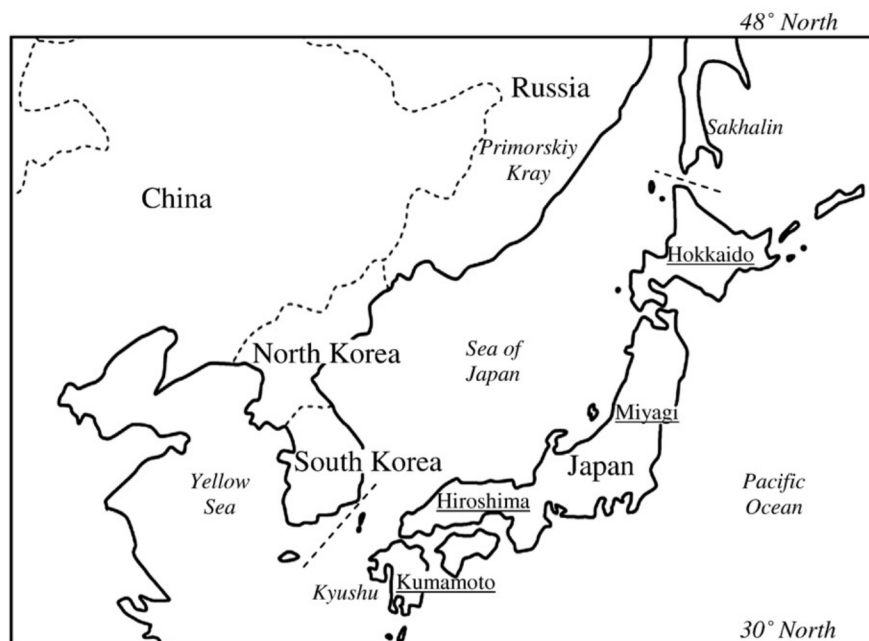 48° North
Russia
Primorskiy
Kray
Sakhalin
China
Hokkaido
North Korea
Sea of
Japan
Miyagi
South Korea
Japan
Yellow
Sea
Hiroshima
Pacific
Ocean
Kyushu
Kumamoto
30° North